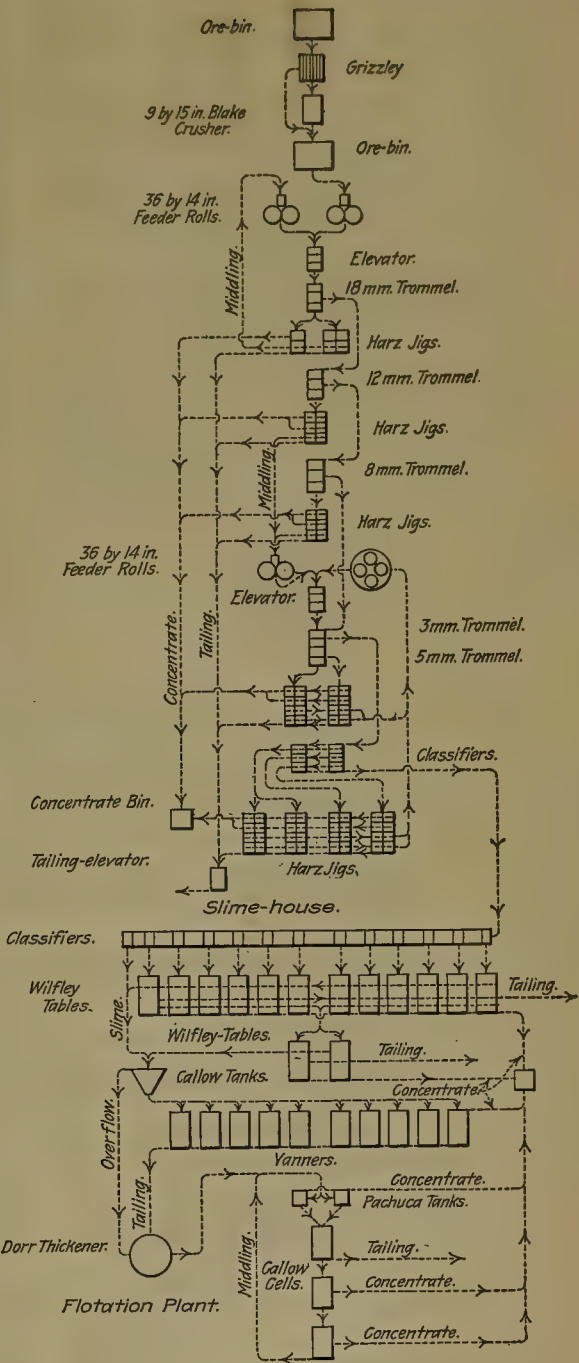 Ore-bin.
Grizzley
9 by 15 in. Blake
Crusher.
Ore-bin.
36 by 14 in.
Feeder Rolls.
Middling.
Elevator.
18 mm. Trommel.
Harz Jigs.
12 mm. Trommel.
Harz Jigs.
Middling.
8 mm. Trommel.
Harz Jigs.
36 by 14 in.
Feeder Rolls.
Elevator.
Concentrate.
Tailing.
3 mm. Trommel.
5 mm. Trommel.
Classifiers.
Concentrate Bin.
Tailing-elevator.
Harz Jigs.
Slime-house.
Classifiers.
Wilfley
Tables.
Tailing.
Slime.
Wilfley-Tables.
Tailing.
Callow Tanks.
Concentrate.
Overflow.
Tailing.
Vanners.
Concentrate.
Pachuca Tanks.
Dorr Thickener.
Middling.
Tailing.
Callow
Cells.
Concentrate.
Flotation Plant.
Concentrate.